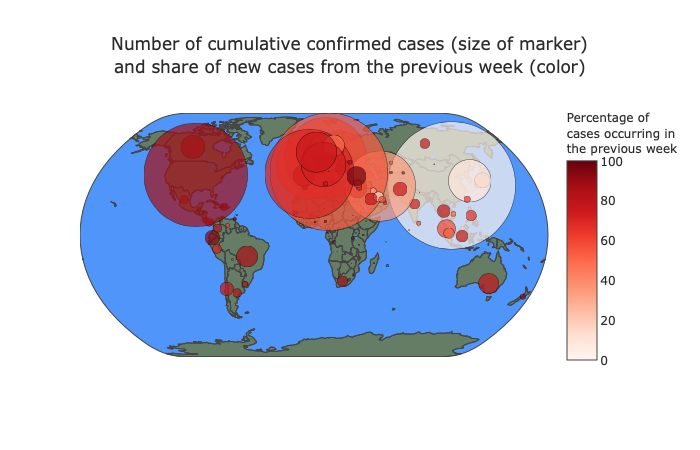 Number of cumulative confirmed cases (size of marker)
and share of new cases from the previous week (color)
Percentage of
cases occurring in
the previous week
100
80
60
40
20
0